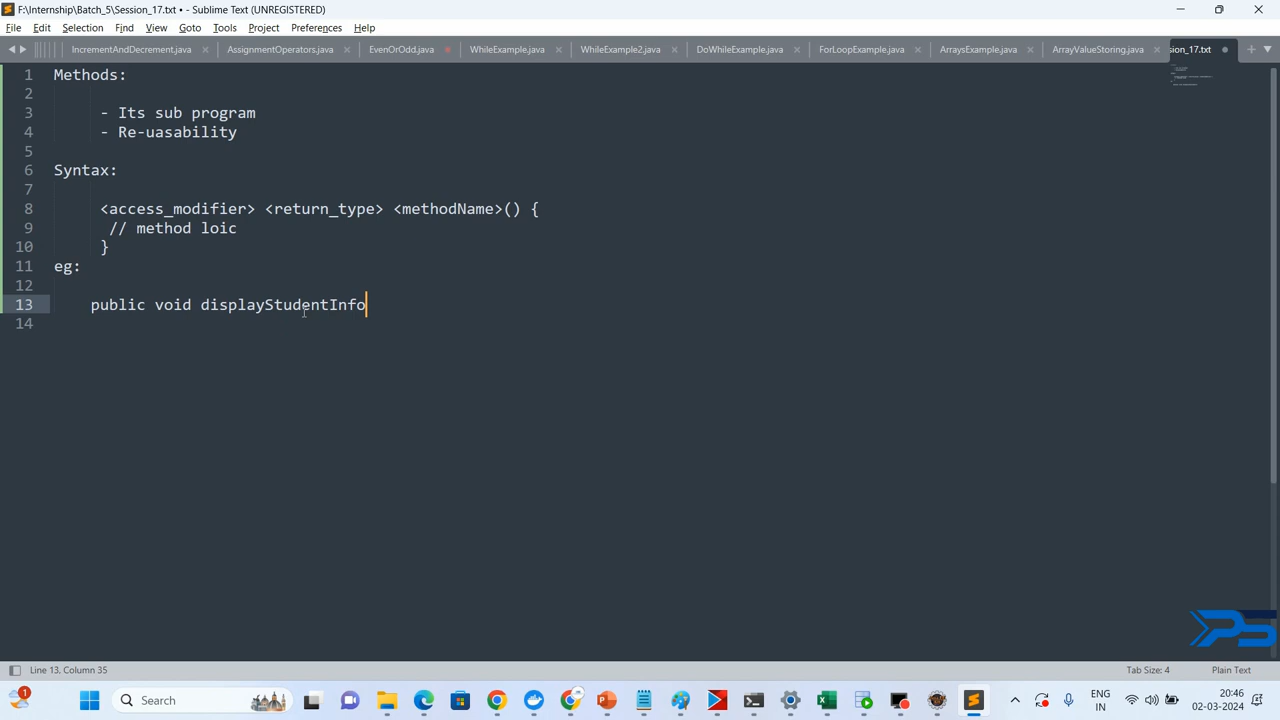 F:\Internship\Batch_5\Session_17.txt • - Sublime Text (UNREGISTERED)
File Edit Selection Find View Goto Tools Project Preferences Help
IncrementAndDecrement.java AssignmentOperators.java EvenOrOdd.java WhileExample.java WhileExample2.java DoWhileExample.java ForLoopExample.java ArraysExample.java ArrayValueStoring.java sion_17.txt
1 Methods:
2
3 - Its sub program
4 - Re-uasability
5
6 Syntax:
7
8 <access_modifier> <return_type> <methodName>() {
9 // method loic
10 }
11 eg:
12
13 public void displayStudentInfo
14
PS
Line 13, Column 35 Tab Size: 4 Plain Text
1 Search ENG IN 20:46 02-03-2024